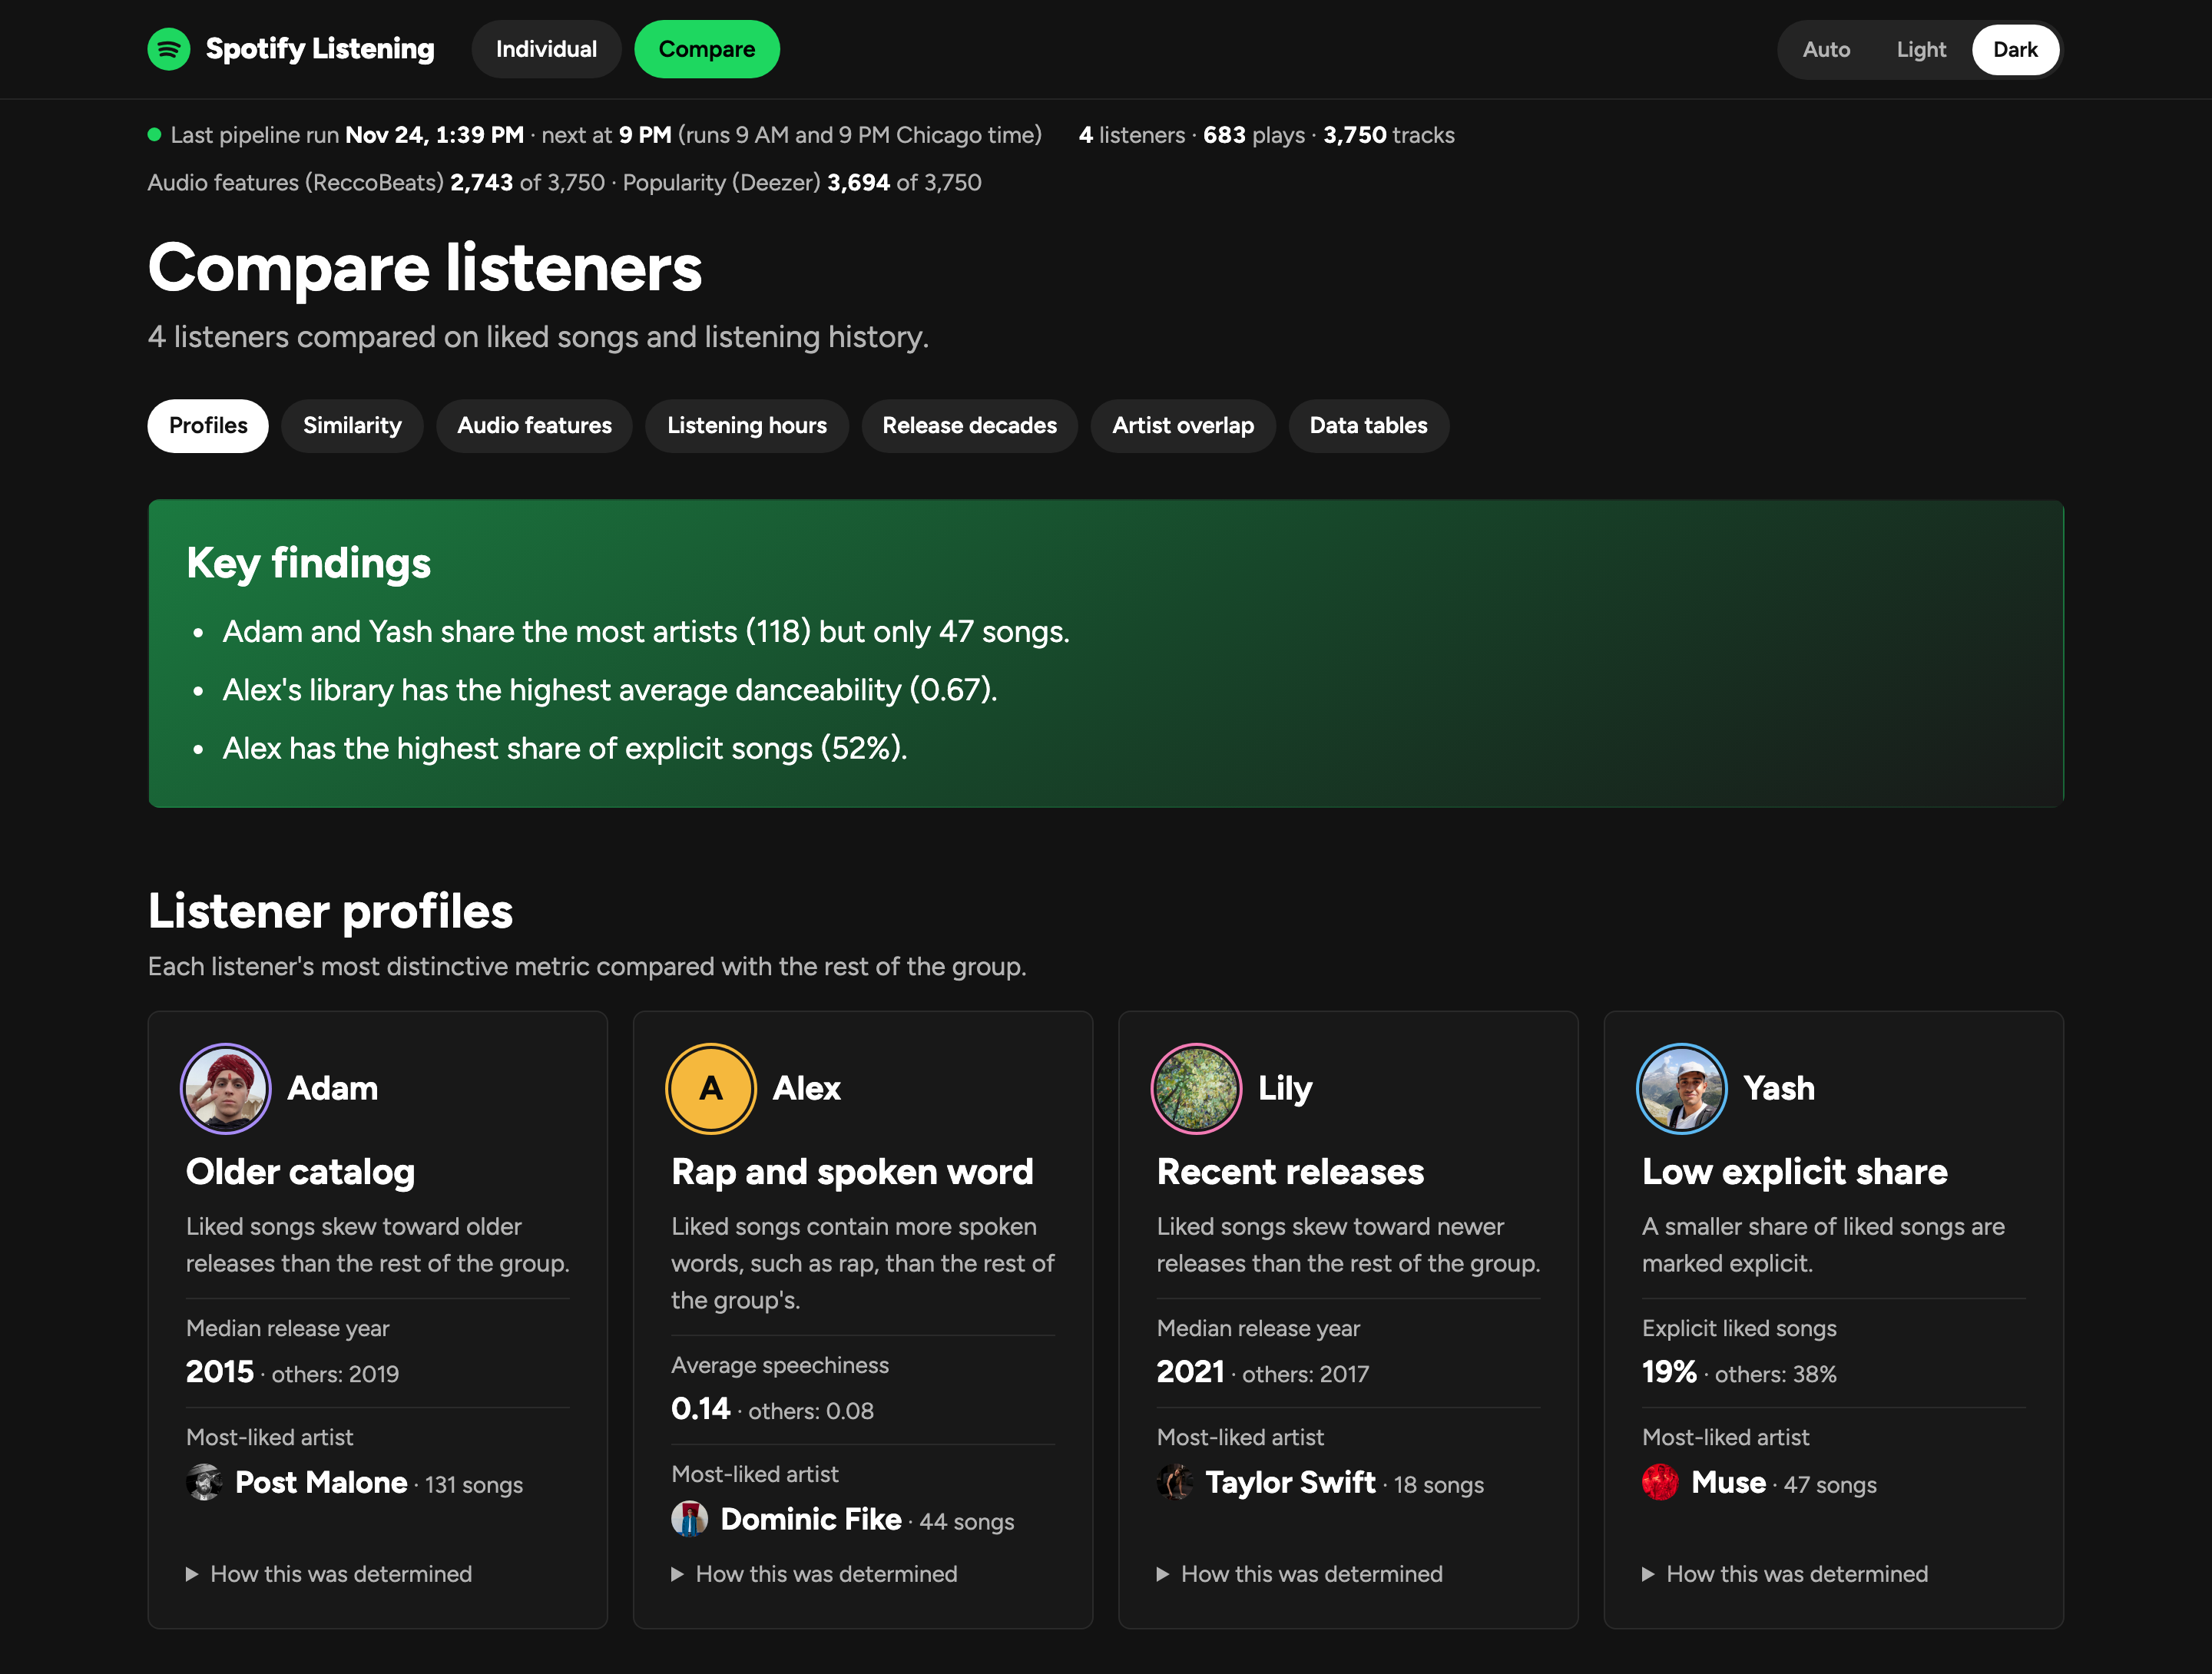 Spotify Listening
Individual
Compare
Auto
Light
Dark
Last pipeline run Nov 24, 1:39 PM · next at 9 PM (runs 9 AM and 9 PM Chicago time)
4 listeners · 683 plays · 3,750 tracks
Audio features (ReccoBeats) 2,743 of 3,750 · Popularity (Deezer) 3,694 of 3,750
Compare listeners
4 listeners compared on liked songs and listening history.
Profiles
Similarity
Audio features
Listening hours
Release decades
Artist overlap
Data tables
Key findings
• Adam and Yash share the most artists (118) but only 47 songs.
• Alex's library has the highest average danceability (0.67).
• Alex has the highest share of explicit songs (52%).
Listener profiles
Each listener's most distinctive metric compared with the rest of the group.
Adam
Older catalog
Liked songs skew toward older
releases than the rest of the group.
Median release year
2015 · others: 2019
Most-liked artist
Post Malone · 131 songs
How this was determined
A
Alex
Rap and spoken word
Liked songs contain more spoken
words, such as rap, than the rest of
the group's.
Average speechiness
0.14 · others: 0.08
Most-liked artist
Dominic Fike · 44 songs
How this was determined
Lily
Recent releases
Liked songs skew toward newer
releases than the rest of the group.
Median release year
2021 · others: 2017
Most-liked artist
Taylor Swift · 18 songs
How this was determined
Yash
Low explicit share
A smaller share of liked songs are
marked explicit.
Explicit liked songs
19% · others: 38%
Most-liked artist
Muse · 47 songs
How this was determined